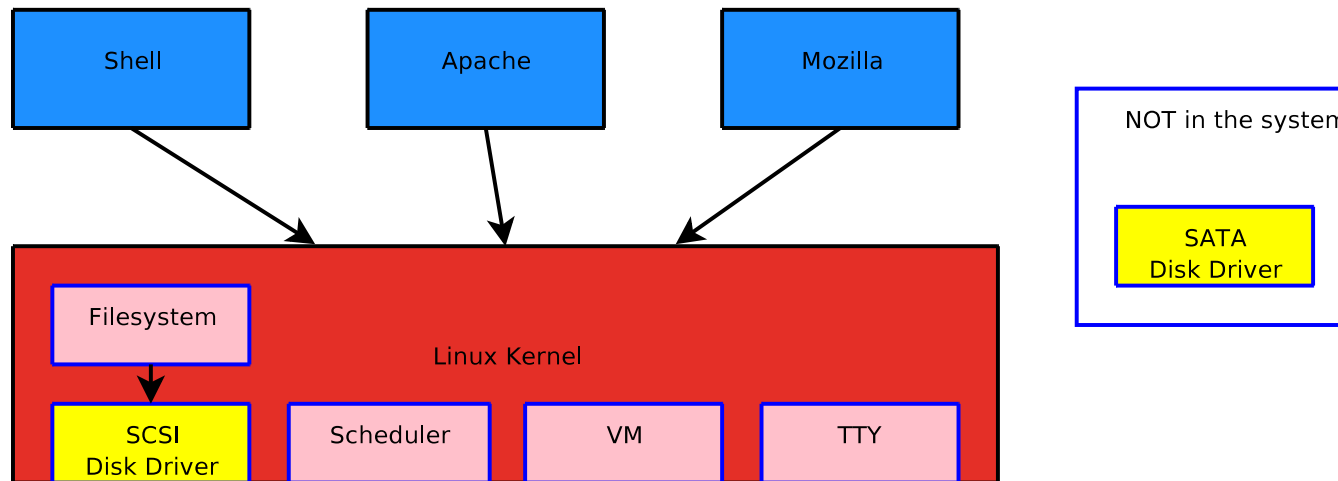 Shell
Apache
Mozilla
NOT in the system
SATA
Disk Driver
Filesystem
Linux Kernel
SCSI
Disk Driver
Scheduler
VM
TTY